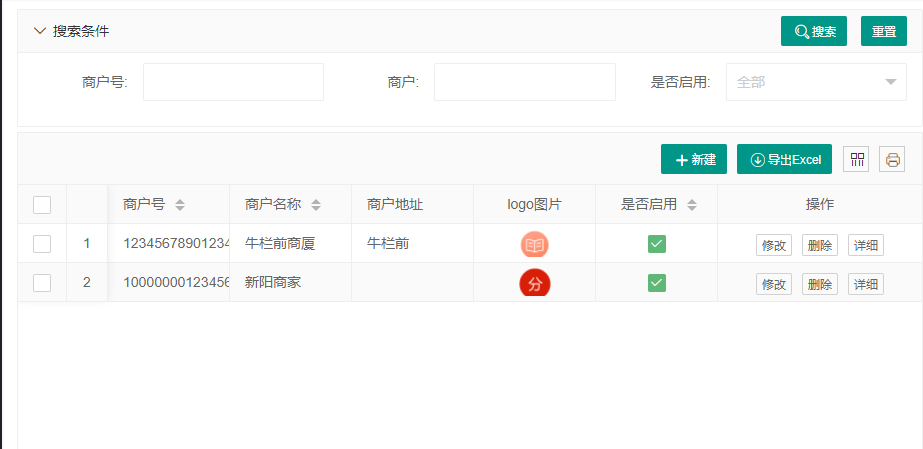 搜索条件 搜索 重置
商户号: 商户: 是否启用: 全部
新建 导出Excel
商户号 商户名称 商户地址 logo图片 是否启用 操作
1 12345678901234 牛栏前商厦 牛栏前 修改 删除 详细
2 10000000123456 新阳商家 分 修改 删除 详细